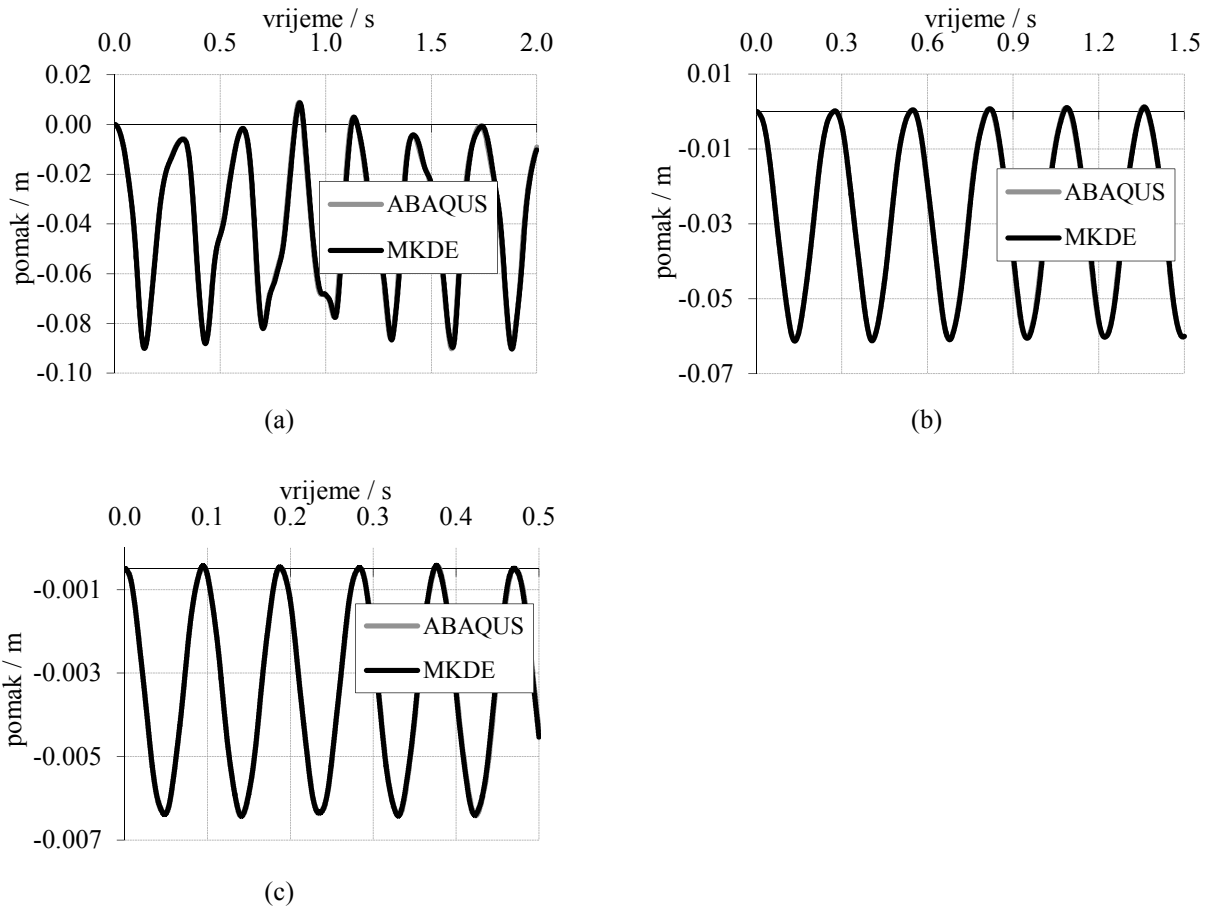 vrijeme / s
0.0 0.5 1.0 1.5 2.0
pomak / m
0.02
0.00
-0.02
-0.04
-0.06
-0.08
-0.10
ABAQUS
MKDE
(a)
vrijeme / s
0.0 0.3 0.6 0.9 1.2 1.5
pomak / m
0.01
-0.01
-0.03
-0.05
-0.07
ABAQUS
MKDE
(b)
vrijeme / s
0.0 0.1 0.2 0.3 0.4 0.5
pomak / m
-0.001
-0.003
-0.005
-0.007
ABAQUS
MKDE
(c)